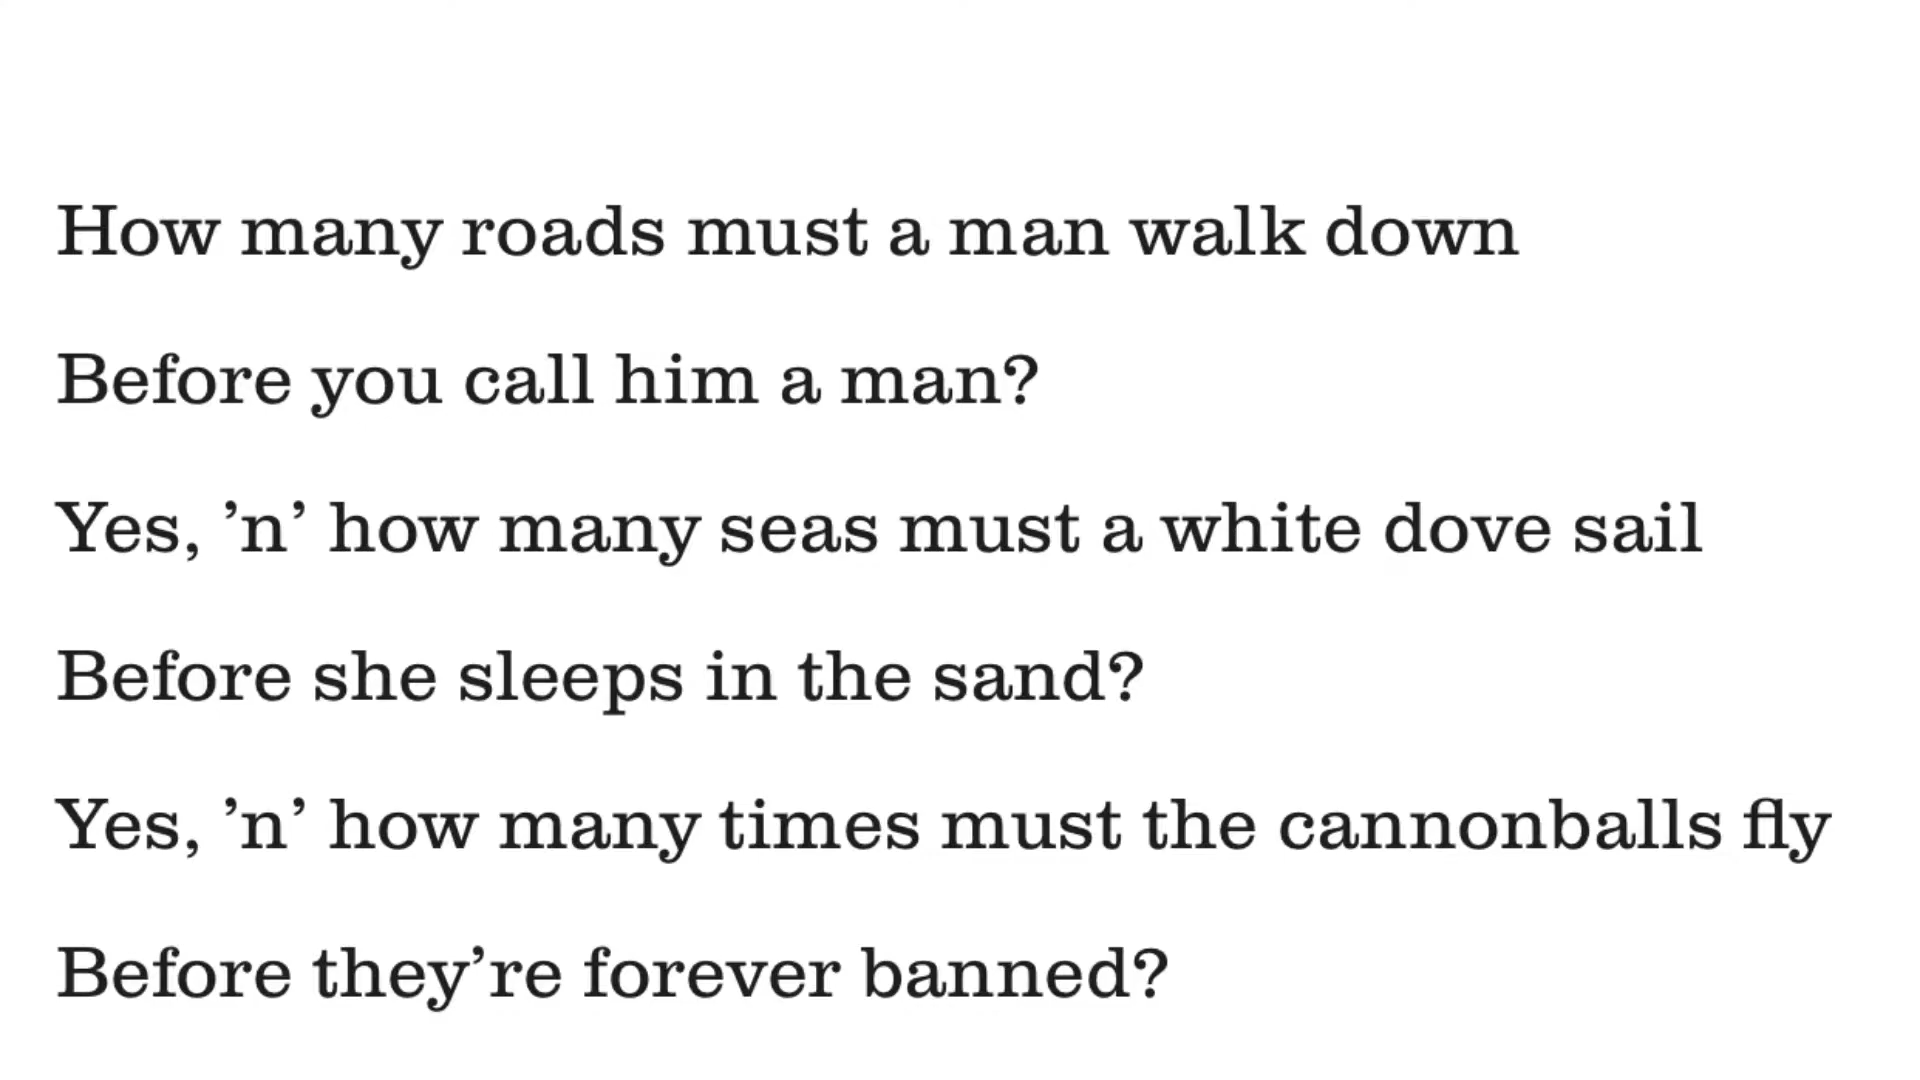 How many roads must a man walk down
Before you call him a man?
Yes, ’n’ how many seas must a white dove sail
Before she sleeps in the sand?
Yes, ’n’ how many times must the cannonballs fly
Before they’re forever banned?